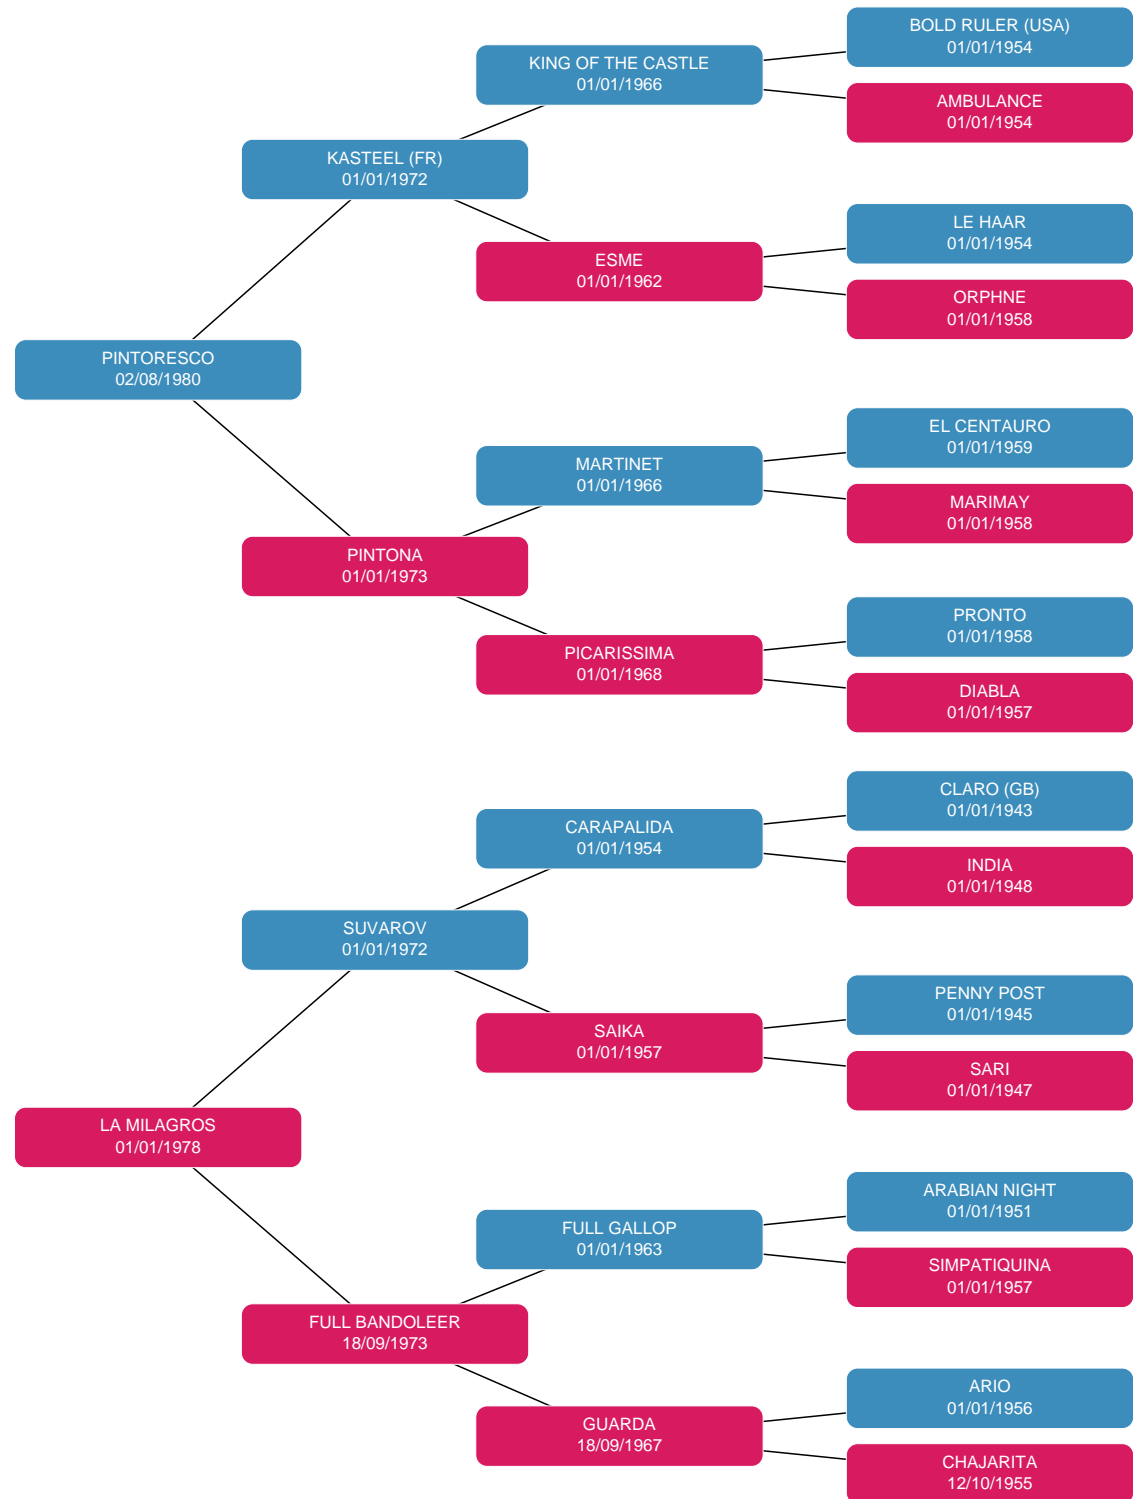 BOLD RULER (USA)
01/01/1954
KING OF THE CASTLE
01/01/1966
AMBULANCE
01/01/1954
KASTEEL (FR)
01/01/1972
LE HAAR
01/01/1954
ESME
01/01/1962
ORPHNE
01/01/1958
PINTORESCO
02/08/1980
EL CENTAURO
01/01/1959
MARTINET
01/01/1966
MARIMAY
01/01/1958
PINTONA
01/01/1973
PRONTO
01/01/1958
PICARISSIMA
01/01/1968
DIABLA
01/01/1957
CLARO (GB)
01/01/1943
CARAPALIDA
01/01/1954
INDIA
01/01/1948
SUVAROV
01/01/1972
PENNY POST
01/01/1945
SAIKA
01/01/1957
SARI
01/01/1947
LA MILAGROS
01/01/1978
ARABIAN NIGHT
01/01/1951
FULL GALLOP
01/01/1963
SIMPATIQUINA
01/01/1957
FULL BANDOLEER
18/09/1973
ARIO
01/01/1956
GUARDA
18/09/1967
CHAJARITA
12/10/1955